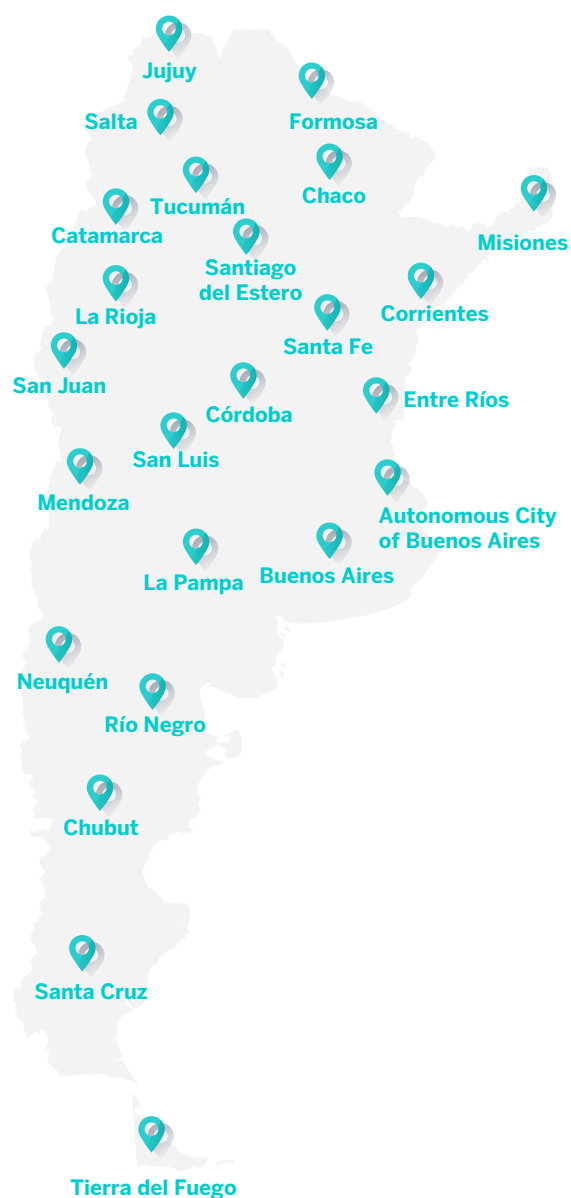 Jujuy
Salta
Formosa
Tucumán
Chaco
Catamarca
Misiones
Santiago
del Estero
La Rioja
Corrientes
Santa Fe
San Juan
Córdoba
Entre Ríos
San Luis
Mendoza
Autonomous City
of Buenos Aires
La Pampa
Buenos Aires
Neuquén
Río Negro
Chubut
Santa Cruz
Tierra del Fuego